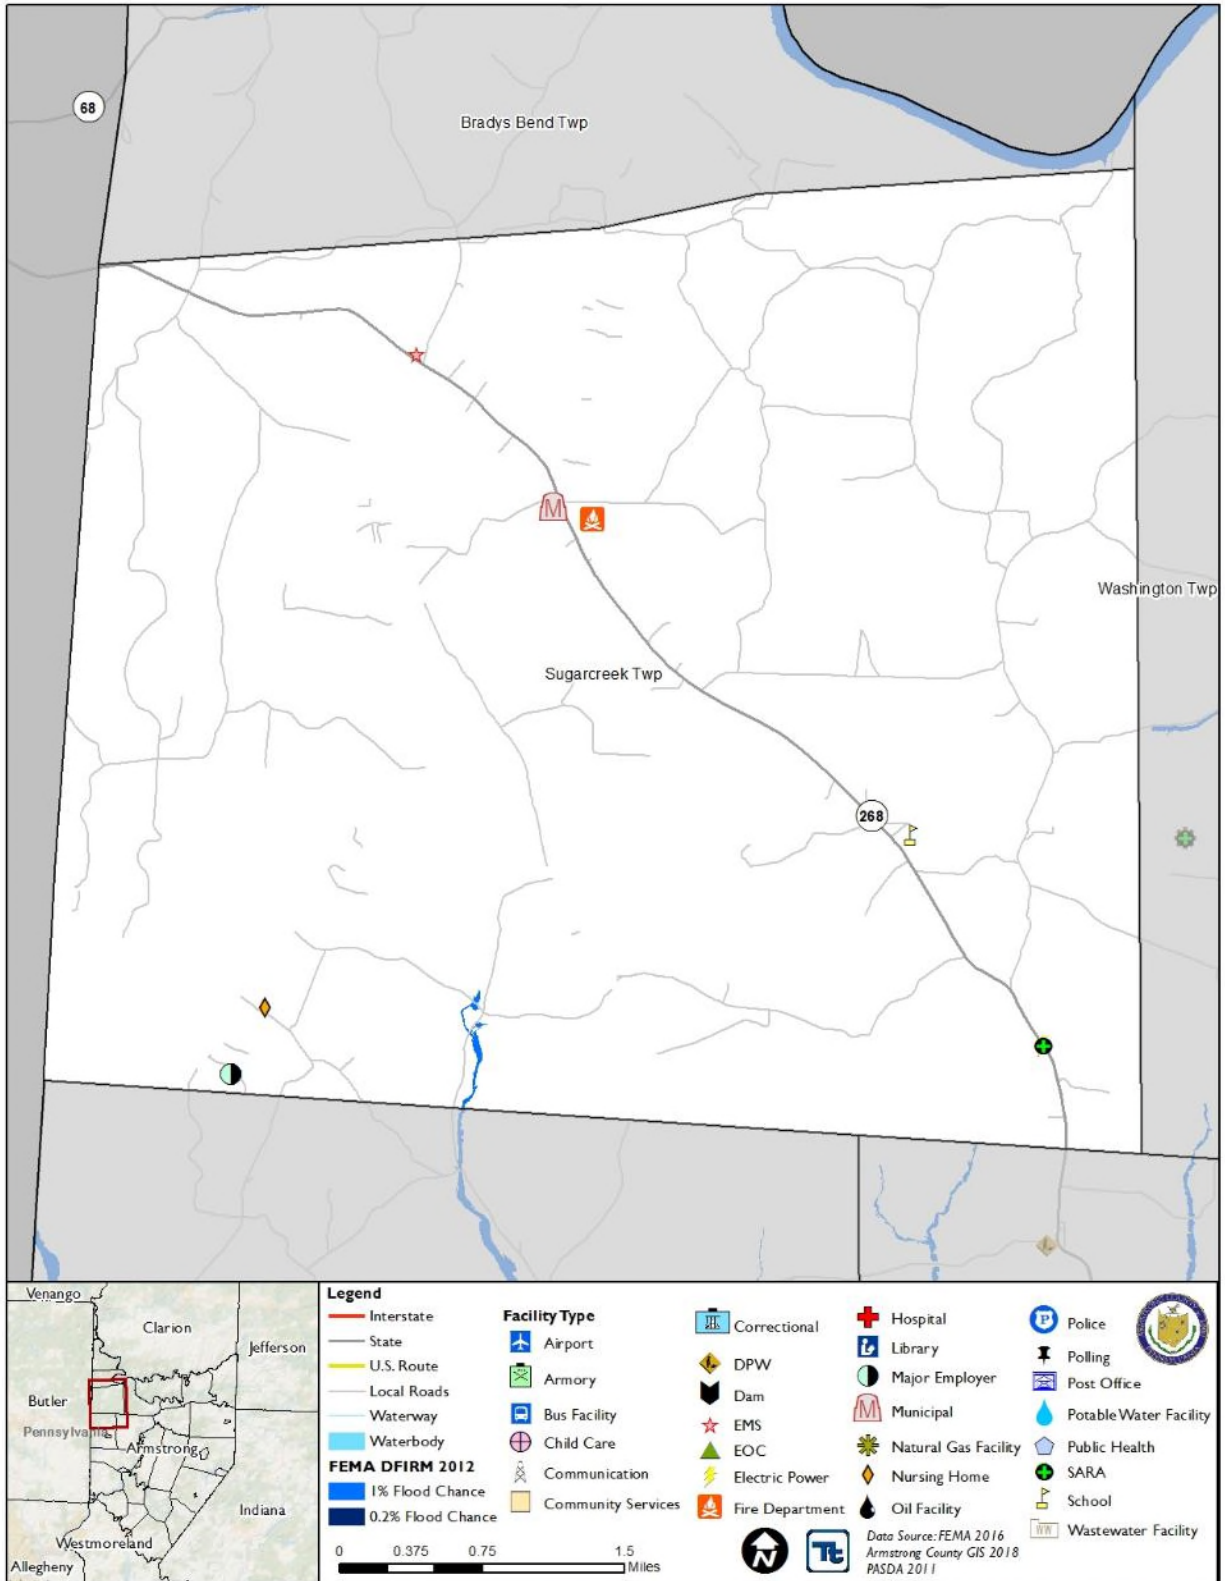 68
Bradys Bend Twp
M
Washington Twp
Sugarcreek Twp
268
Venango
Clarion
Jefferson
Butler
Pennsylvania
Armstrong
Indiana
Westmoreland
Allegheny
Legend
Interstate
State
U.S. Route
Local Roads
Waterway
Waterbody
FEMA DFIRM 2012
1% Flood Chance
0.2% Flood Chance
0 0.375 0.75 1.5
Miles
Facility Type
Airport
Armory
Bus Facility
Child Care
Communication
Community Services
Correctional
DPW
Dam
EMS
EOC
Electric Power
Fire Department
Hospital
Library
Major Employer
M Municipal
Natural Gas Facility
Nursing Home
Oil Facility
P Police
Polling
Post Office
Potable Water Facility
Public Health
SARA
School
WW Wastewater Facility
N
Tt
Data Source: FEMA 2016
Armstrong County GIS 2018
PASDA 2011